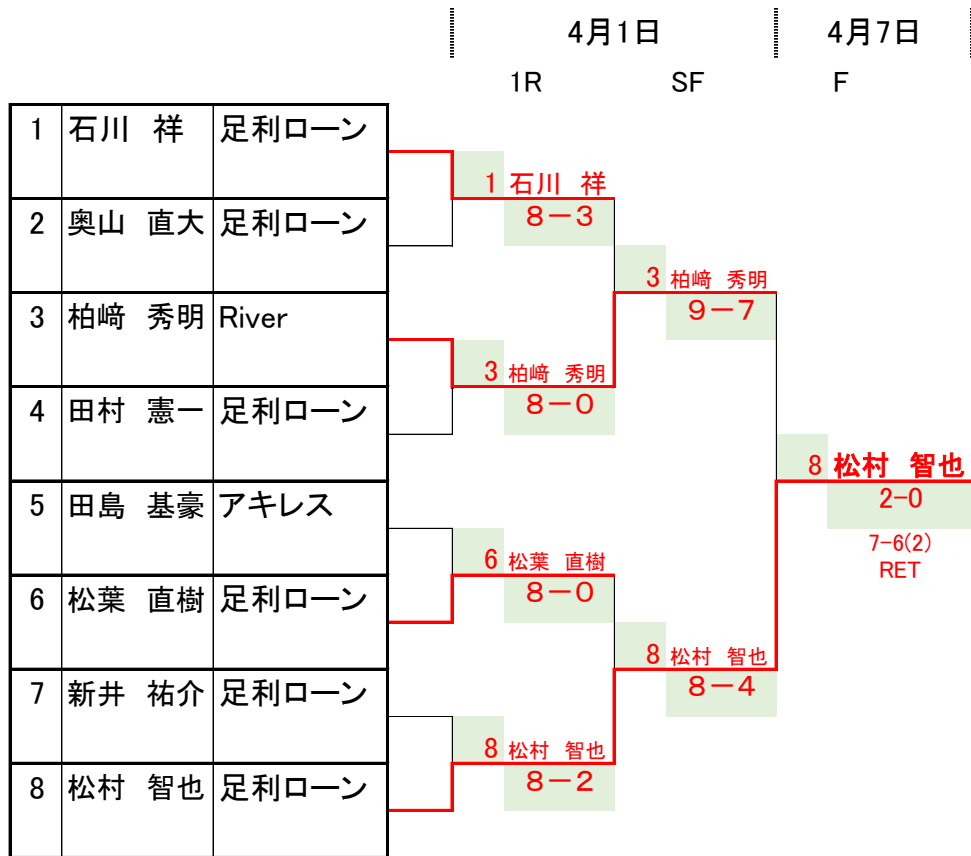 4月1日 4月7日
1R SF F
1 石川 祥 足利ローン
1 石川 祥
8-3
2 奥山 直大 足利ローン
3 柏﨑 秀明
9-7
3 柏﨑 秀明 River
3 柏﨑 秀明
8-0
4 田村 憲一 足利ローン
8 松村 智也
2-0
7-6(2)
RET
5 田島 基豪 アキレス
6 松葉 直樹
8-0
6 松葉 直樹 足利ローン
8 松村 智也
8-4
7 新井 祐介 足利ローン
8 松村 智也
8-2
8 松村 智也 足利ローン